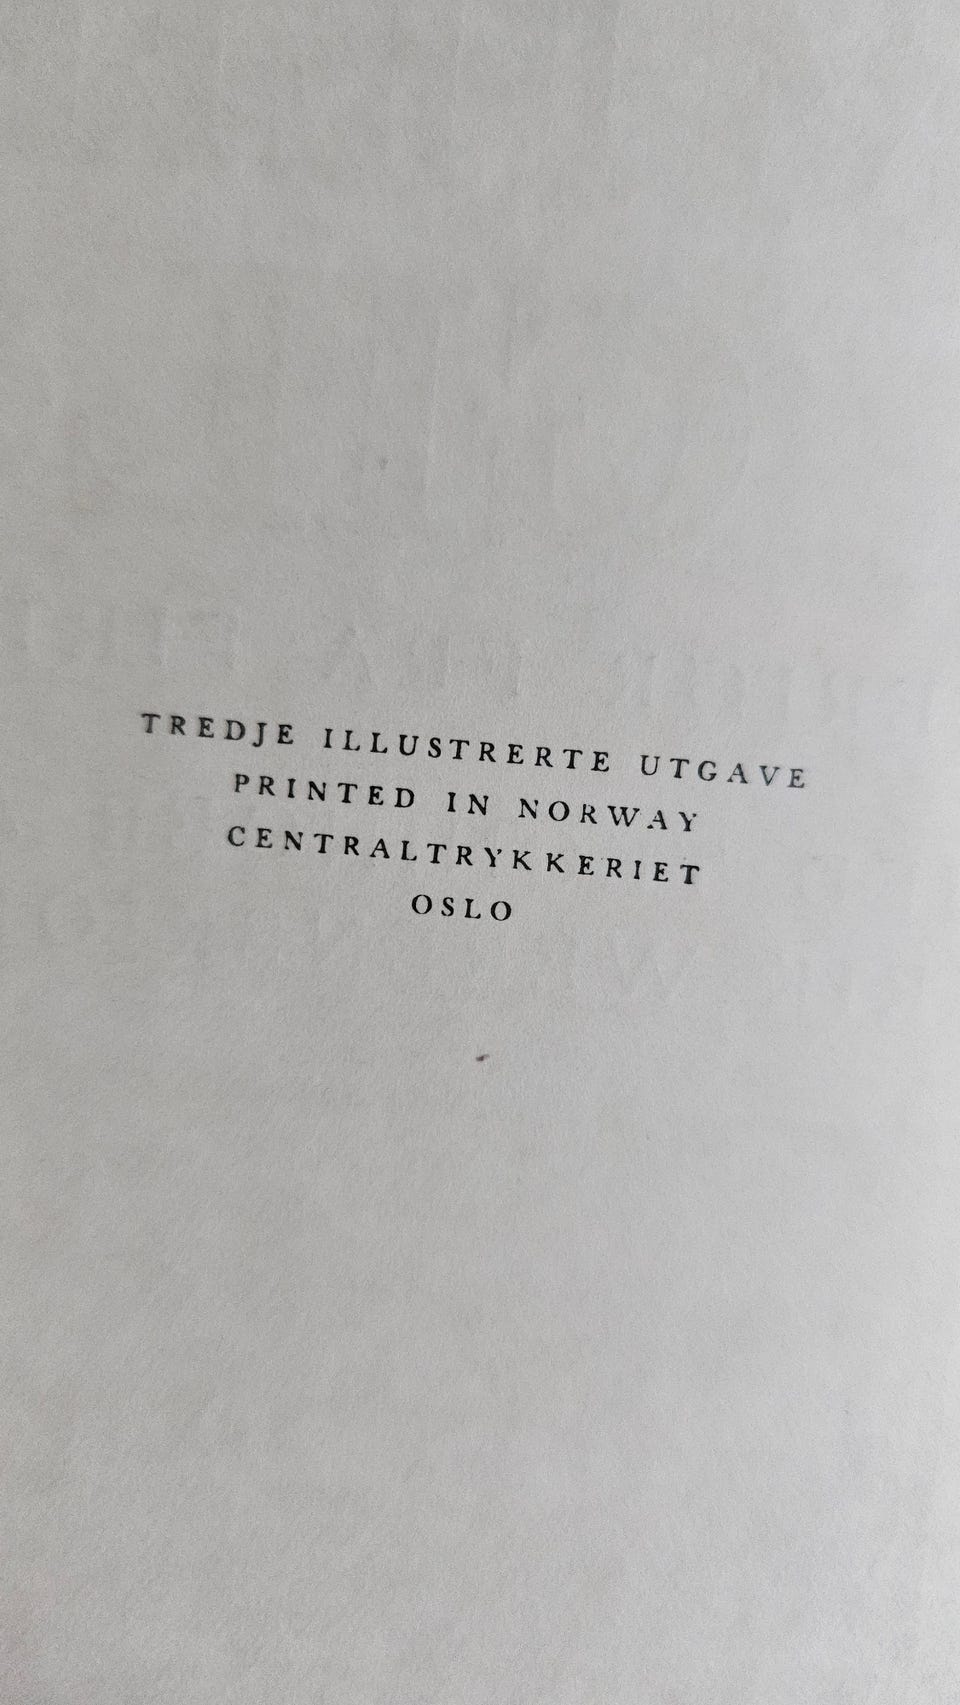 TREDJE ILLUSTRERTE UTGAVE
PRINTED IN NORWAY
CENTRALTRYKKERIET
OSLO